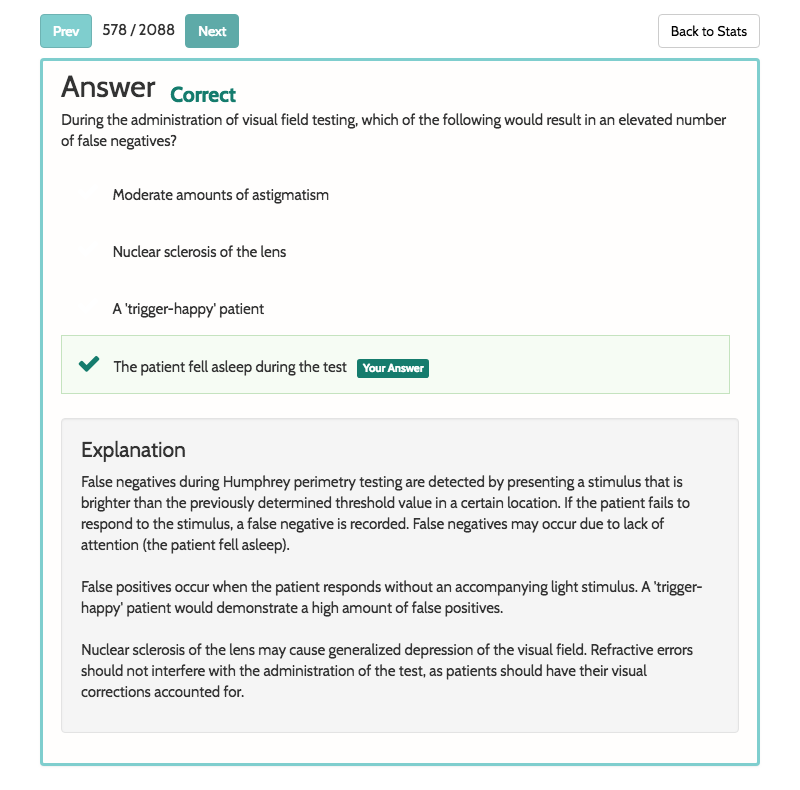 Prev 578 / 2088 Next Back to Stats
Answer Correct
During the administration of visual field testing, which of the following would result in an elevated number
of false negatives?
Moderate amounts of astigmatism
Nuclear sclerosis of the lens
A 'trigger-happy' patient
The patient fell asleep during the test Your Answer
Explanation
False negatives during Humphrey perimetry testing are detected by presenting a stimulus that is
brighter than the previously determined threshold value in a certain location. If the patient fails to
respond to the stimulus, a false negative is recorded. False negatives may occur due to lack of
attention (the patient fell asleep).
False positives occur when the patient responds without an accompanying light stimulus. A 'trigger-
happy' patient would demonstrate a high amount of false positives.
Nuclear sclerosis of the lens may cause generalized depression of the visual field. Refractive errors
should not interfere with the administration of the test, as patients should have their visual
corrections accounted for.